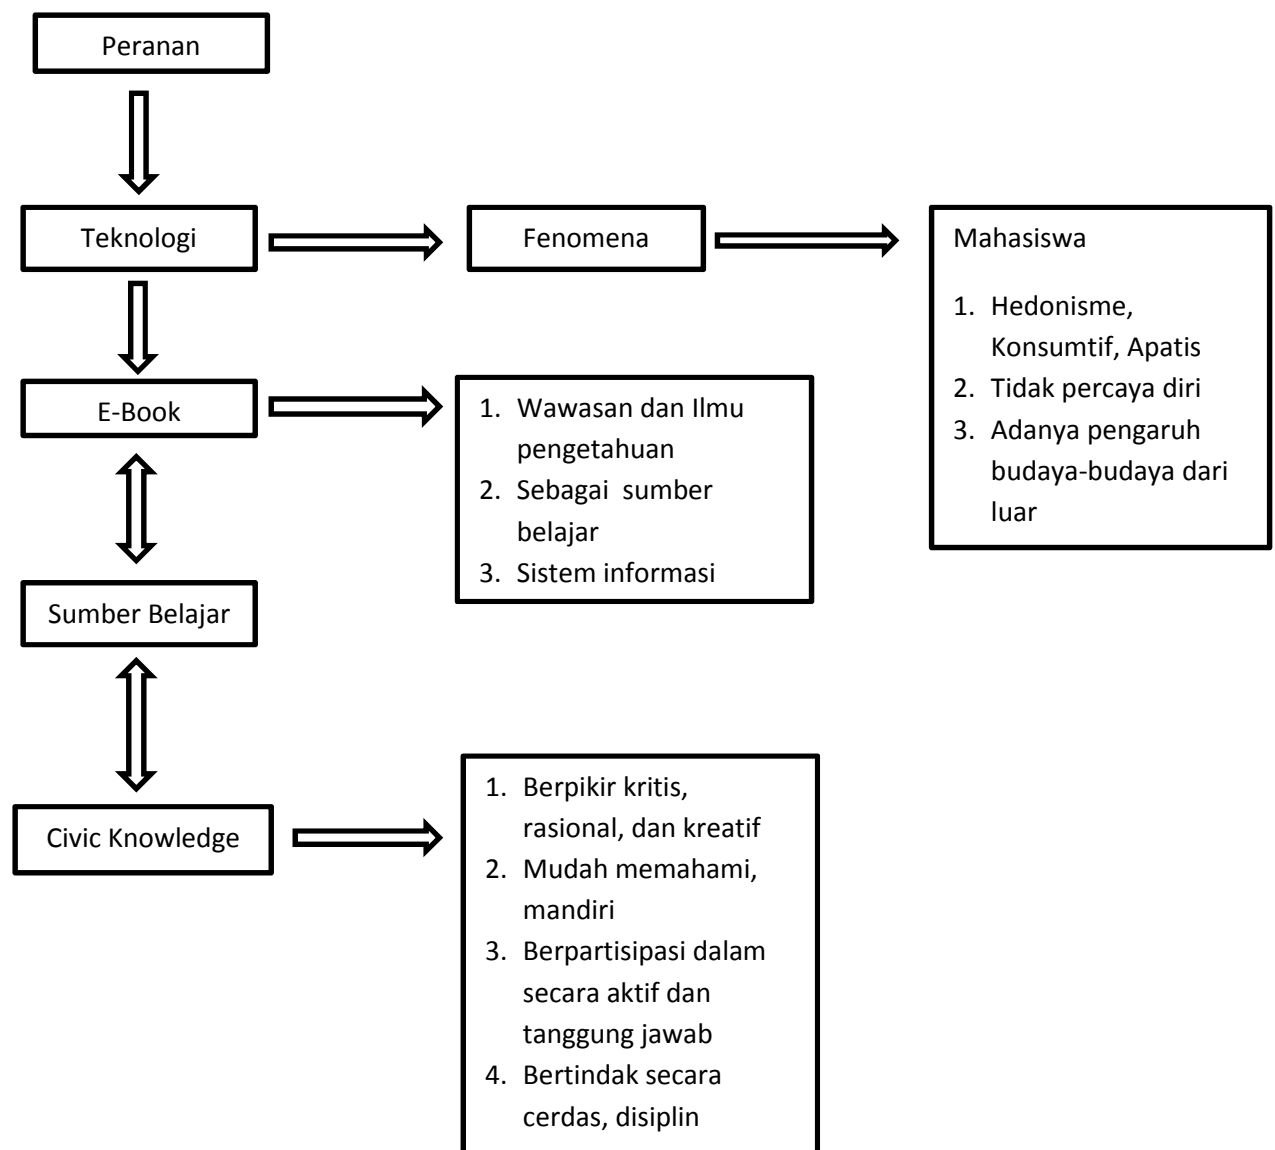 Peranan
Teknologi
Fenomena
Mahasiswa
1. Hedonisme,
Konsumtif, Apatis
2. Tidak percaya diri
3. Adanya pengaruh
budaya-budaya dari
luar
E-Book
1. Wawasan dan Ilmu
pengetahuan
2. Sebagai sumber
belajar
3. Sistem informasi
Sumber Belajar
Civic Knowledge
1. Berpikir kritis,
rasional, dan kreatif
2. Mudah memahami,
mandiri
3. Berpartisipasi dalam
secara aktif dan
tanggung jawab
4. Bertindak secara
cerdas, disiplin